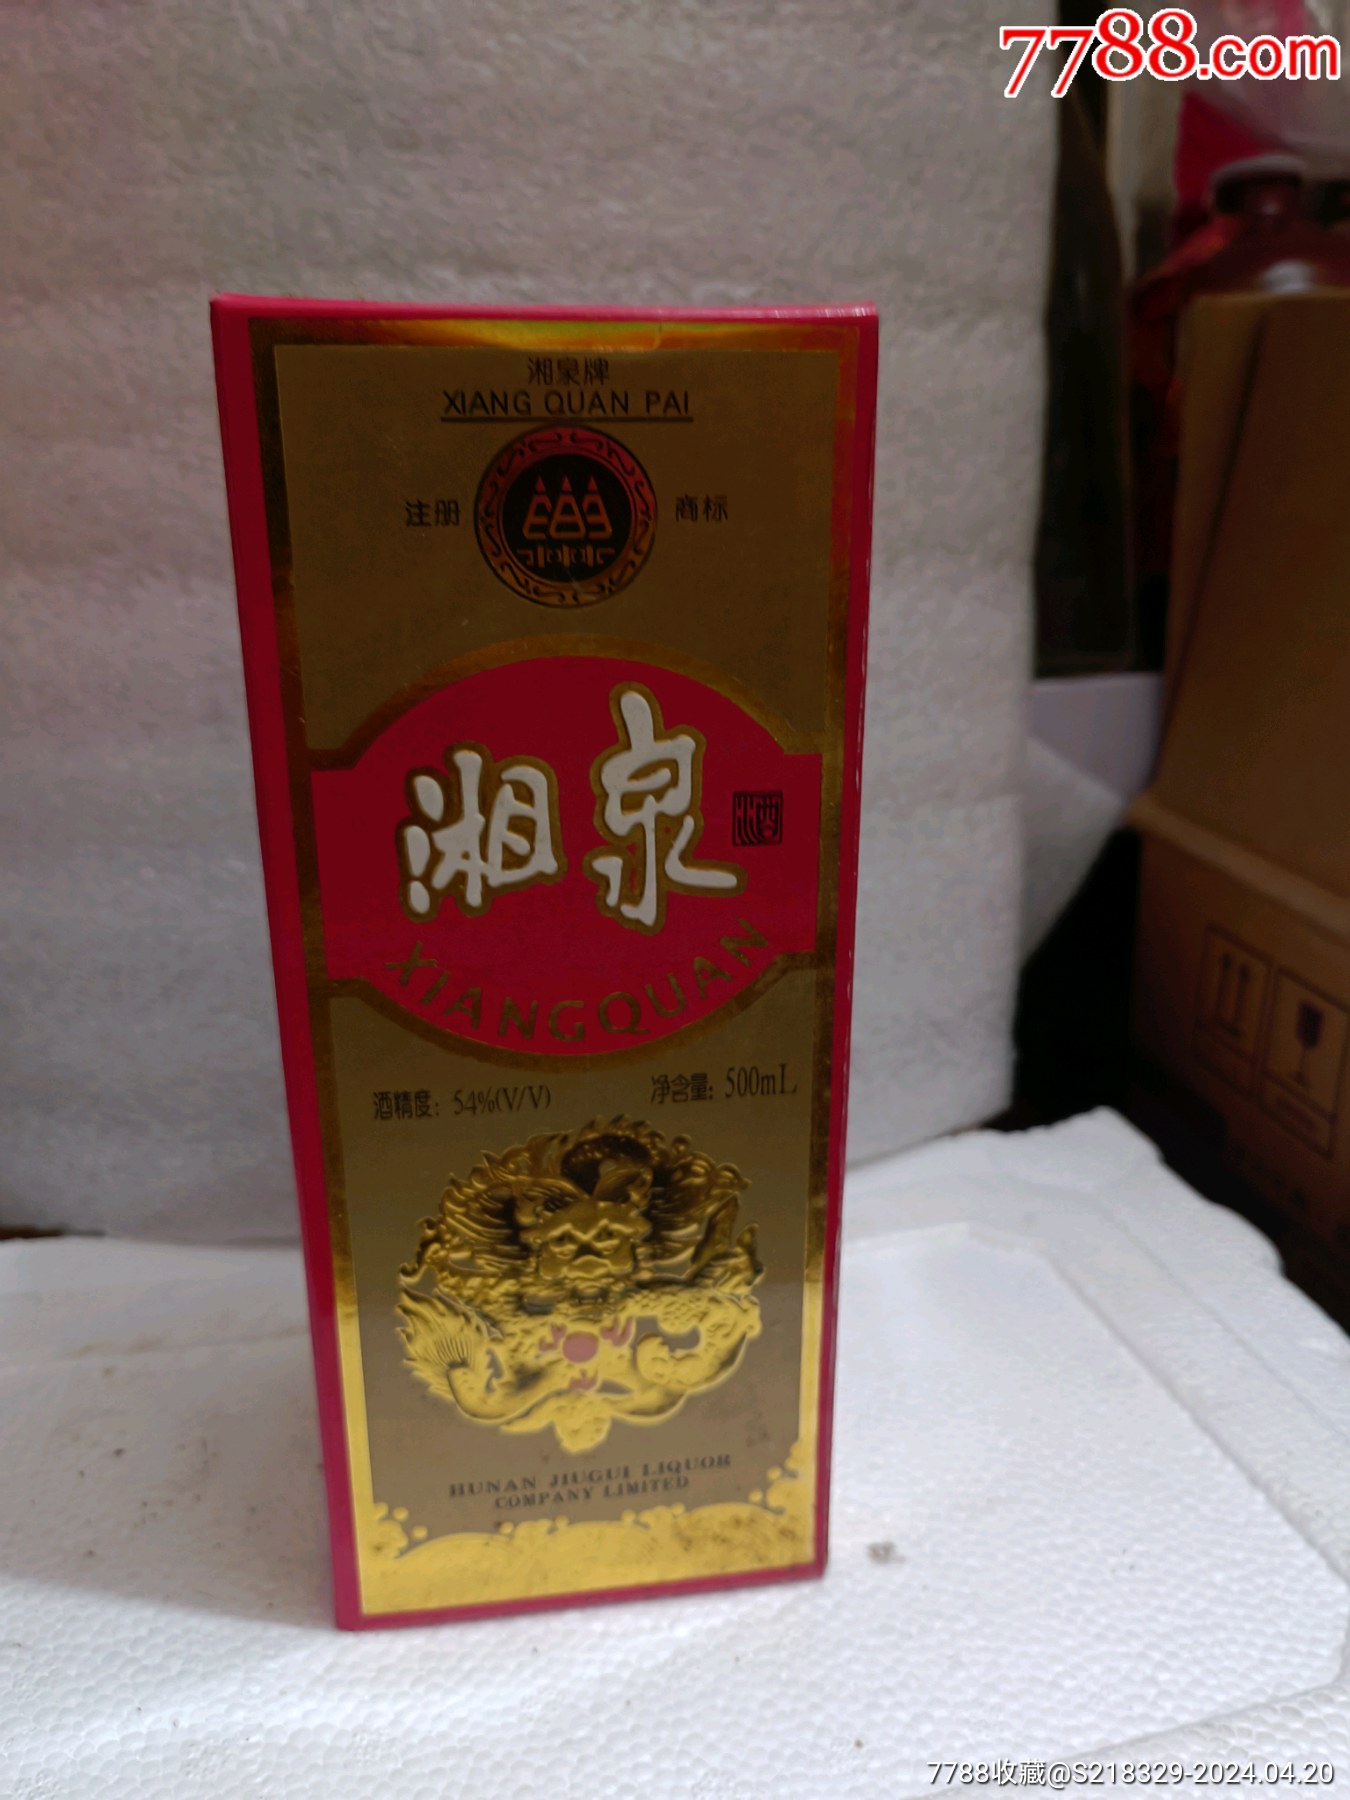 7788.com
湘泉牌
XIANG QUAN PAI
注册 商标
湘泉
酒
XIANGQUAN
酒精度：54%(V/V) 净含量：500mL
HUNAN JIUGUI LIQUOR
COMPANY LIMITED
7788收藏@S218329-2024.04.20